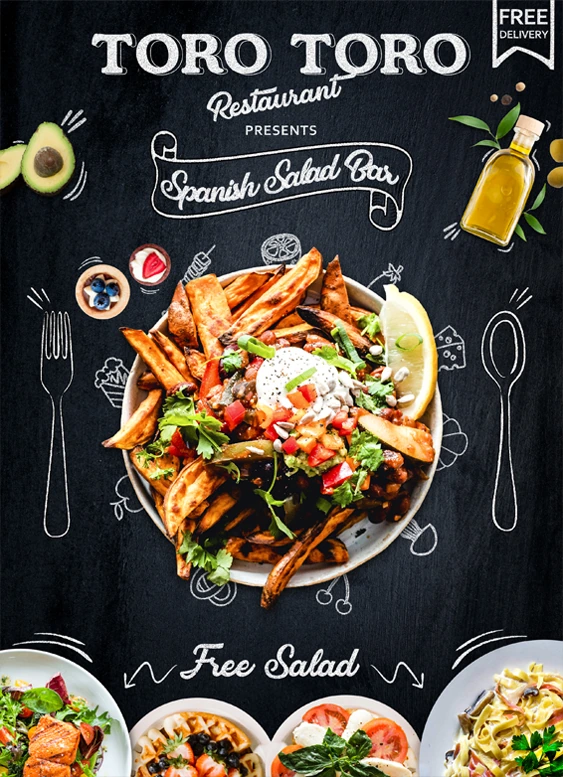 FREE
DELIVERY
TORO TORO
Restaurant
PRESENTS
Spanish Salad Bar
Free Salad